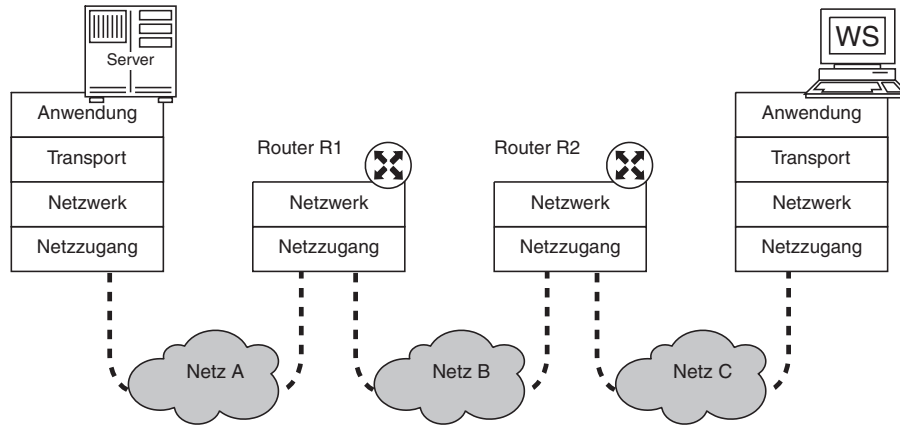 Server
WS
Anwendung
Transport
Netzwerk
Netzzugang
Router R1
Netzwerk
Netzzugang
Router R2
Netzwerk
Netzzugang
Anwendung
Transport
Netzwerk
Netzzugang
Netz A
Netz B
Netz C